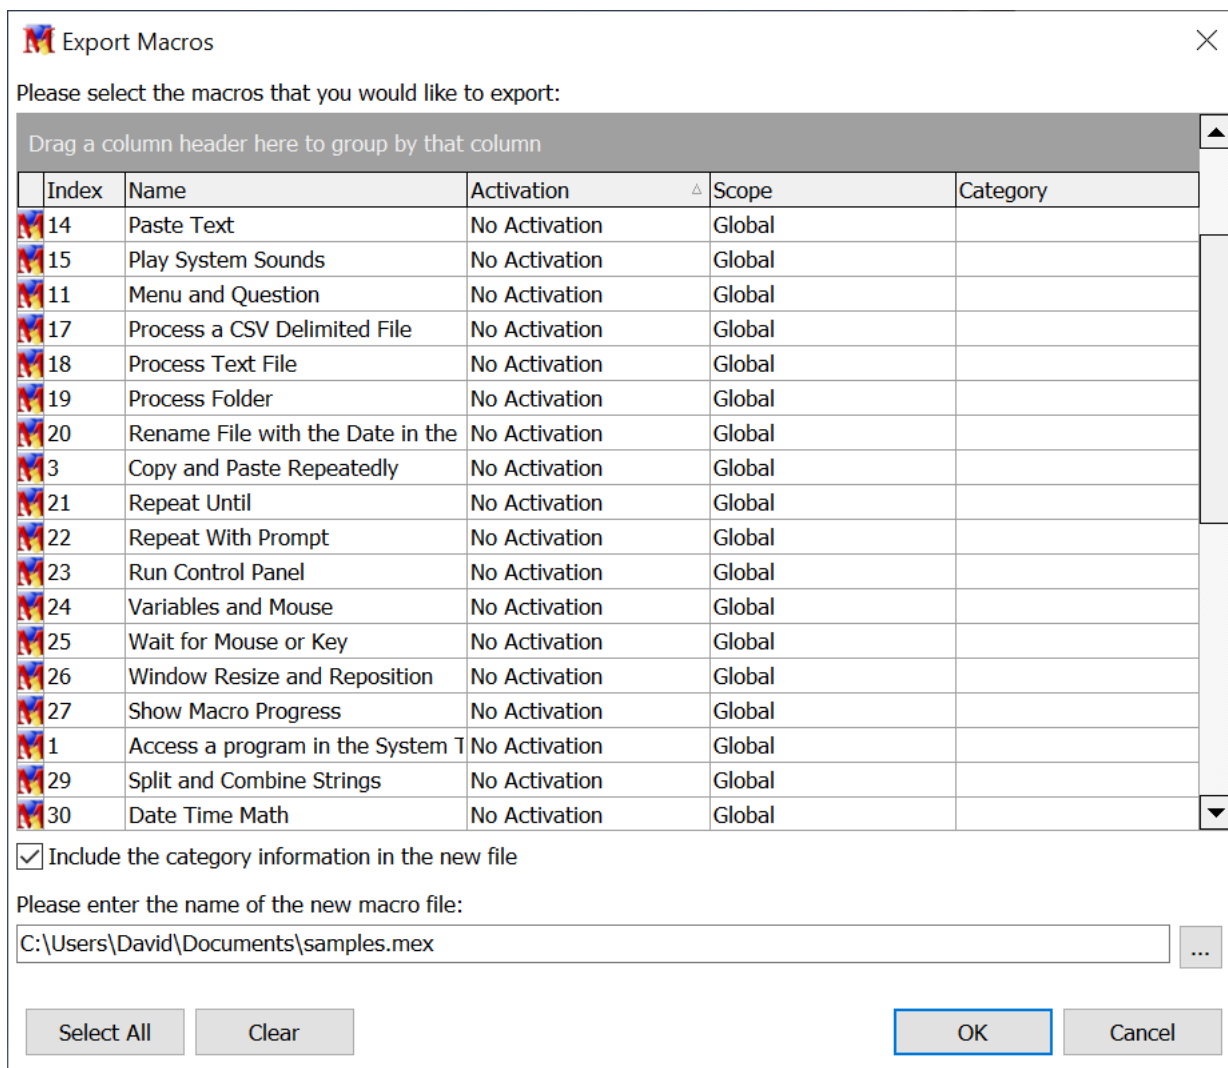 Export Macros
Please select the macros that you would like to export:
Drag a column header here to group by that column
Index Name Activation Scope Category
14 Paste Text No Activation Global
15 Play System Sounds No Activation Global
11 Menu and Question No Activation Global
17 Process a CSV Delimited File No Activation Global
18 Process Text File No Activation Global
19 Process Folder No Activation Global
20 Rename File with the Date in the No Activation Global
3 Copy and Paste Repeatedly No Activation Global
21 Repeat Until No Activation Global
22 Repeat With Prompt No Activation Global
23 Run Control Panel No Activation Global
24 Variables and Mouse No Activation Global
25 Wait for Mouse or Key No Activation Global
26 Window Resize and Reposition No Activation Global
27 Show Macro Progress No Activation Global
1 Access a program in the System T No Activation Global
29 Split and Combine Strings No Activation Global
30 Date Time Math No Activation Global
Include the category information in the new file
Please enter the name of the new macro file:
C:\Users\David\Documents\samples.mex ...
Select All Clear OK Cancel